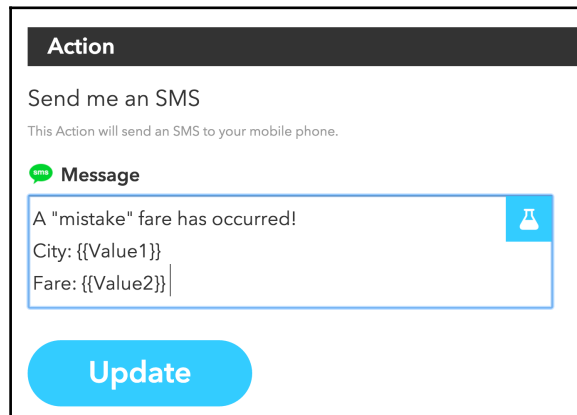 Action
Send me an SMS
This Action will send an SMS to your mobile phone.
sms Message
A "mistake" fare has occurred!
City: {{Value1}}
Fare: {{Value2}}
Update